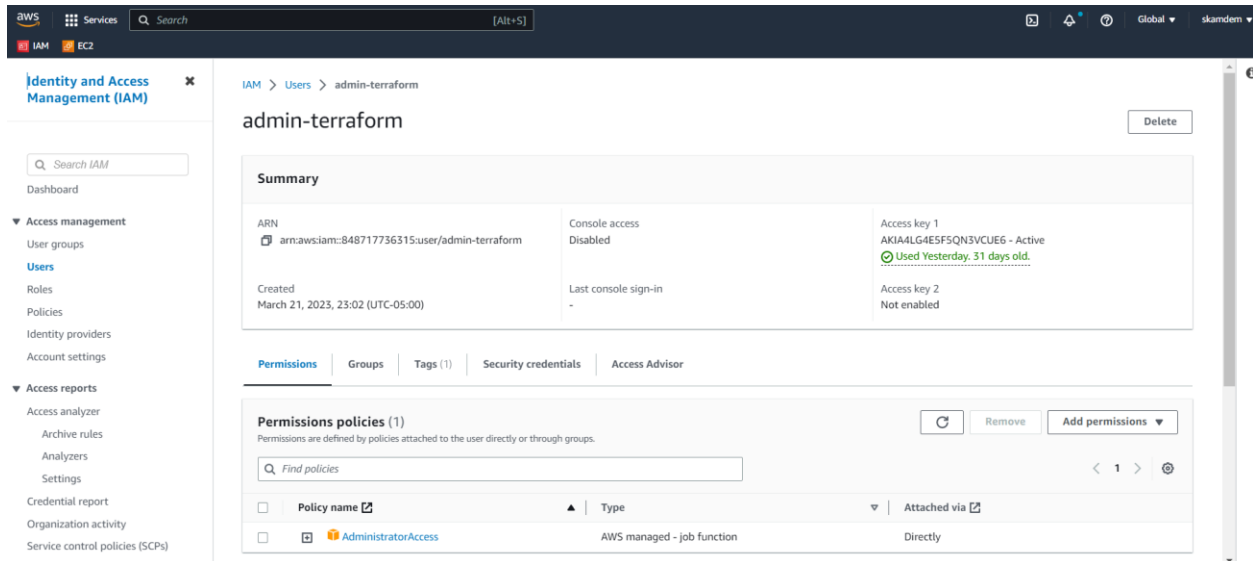 aws Services Search [Alt+S] Global skamdem
IAM EC2
Identity and Access Management (IAM)
Search IAM
Dashboard
Access management
User groups
Users
Roles
Policies
Identity providers
Account settings
Access reports
Access analyzer
Archive rules
Analyzers
Settings
Credential report
Organization activity
Service control policies (SCPs)
IAM > Users > admin-terraform
admin-terraform
Delete
Summary
ARN
arn:aws:iam::848717736315:user/admin-terraform
Console access
Disabled
Access key 1
AKIA4LG4E5F5QN3VCUE6 - Active
Used Yesterday. 31 days old.
Created
March 21, 2023, 23:02 (UTC-05:00)
Last console sign-in
-
Access key 2
Not enabled
Permissions Groups Tags (1) Security credentials Access Advisor
Permissions policies (1)
Permissions are defined by policies attached to the user directly or through groups.
Remove
Add permissions
Find policies
< 1 >
Policy name Type Attached via
AdministratorAccess AWS managed - job function Directly